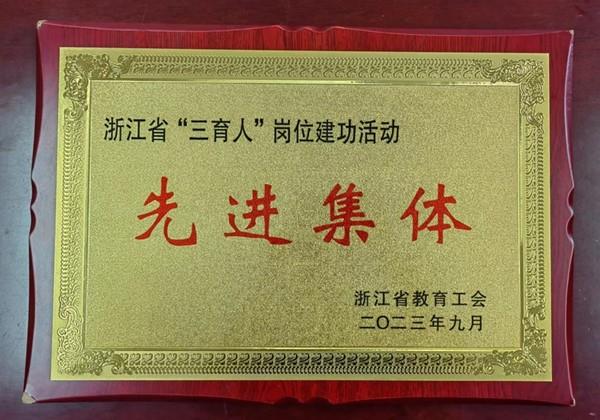 浙江省“三育人”岗位建功活动
先进集体
浙江省教育工会
二〇二三年九月